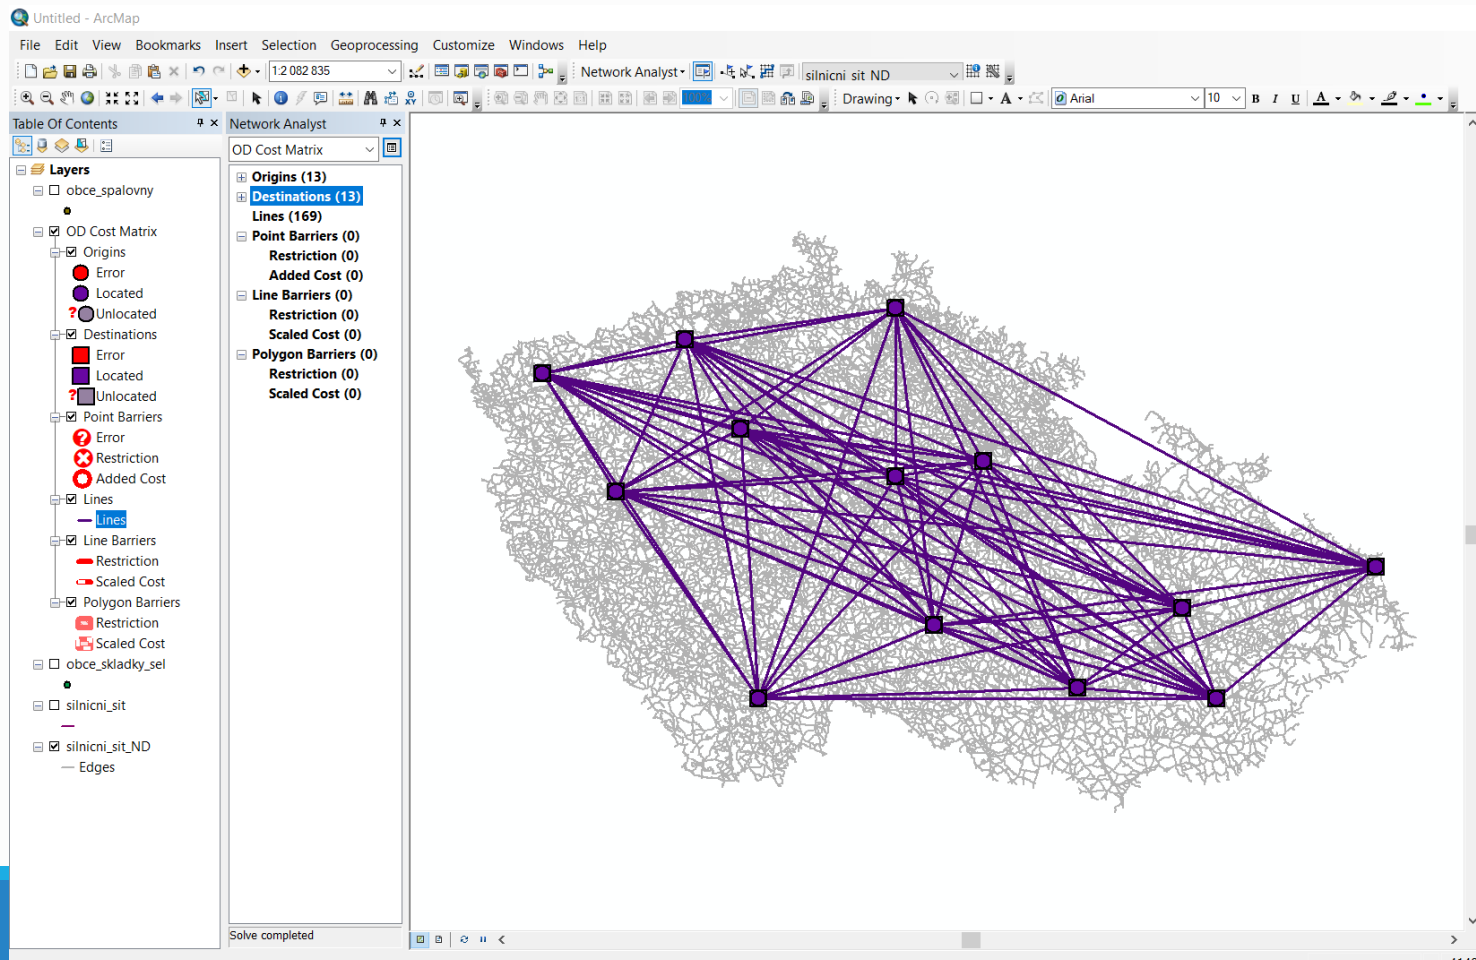 Untitled - ArcMap
File Edit View Bookmarks Insert Selection Geoprocessing Customize Windows Help
1:2 082 835
Network Analyst
silnicni_sit_ND
100%
Drawing
Arial
10
B I U A
Table Of Contents
Layers
obce_spalovny
OD Cost Matrix
Origins
Error
Located
? Unlocated
Destinations
Error
Located
? Unlocated
Point Barriers
Error
Restriction
Added Cost
Lines
Lines
Line Barriers
Restriction
Scaled Cost
Polygon Barriers
Restriction
Scaled Cost
obce_skladky_sel
silnicni_sit
silnicni_sit_ND
Edges
Network Analyst
OD Cost Matrix
Origins (13)
Destinations (13)
Lines (169)
Point Barriers (0)
Restriction (0)
Added Cost (0)
Line Barriers (0)
Restriction (0)
Scaled Cost (0)
Polygon Barriers (0)
Restriction (0)
Scaled Cost (0)
Solve completed